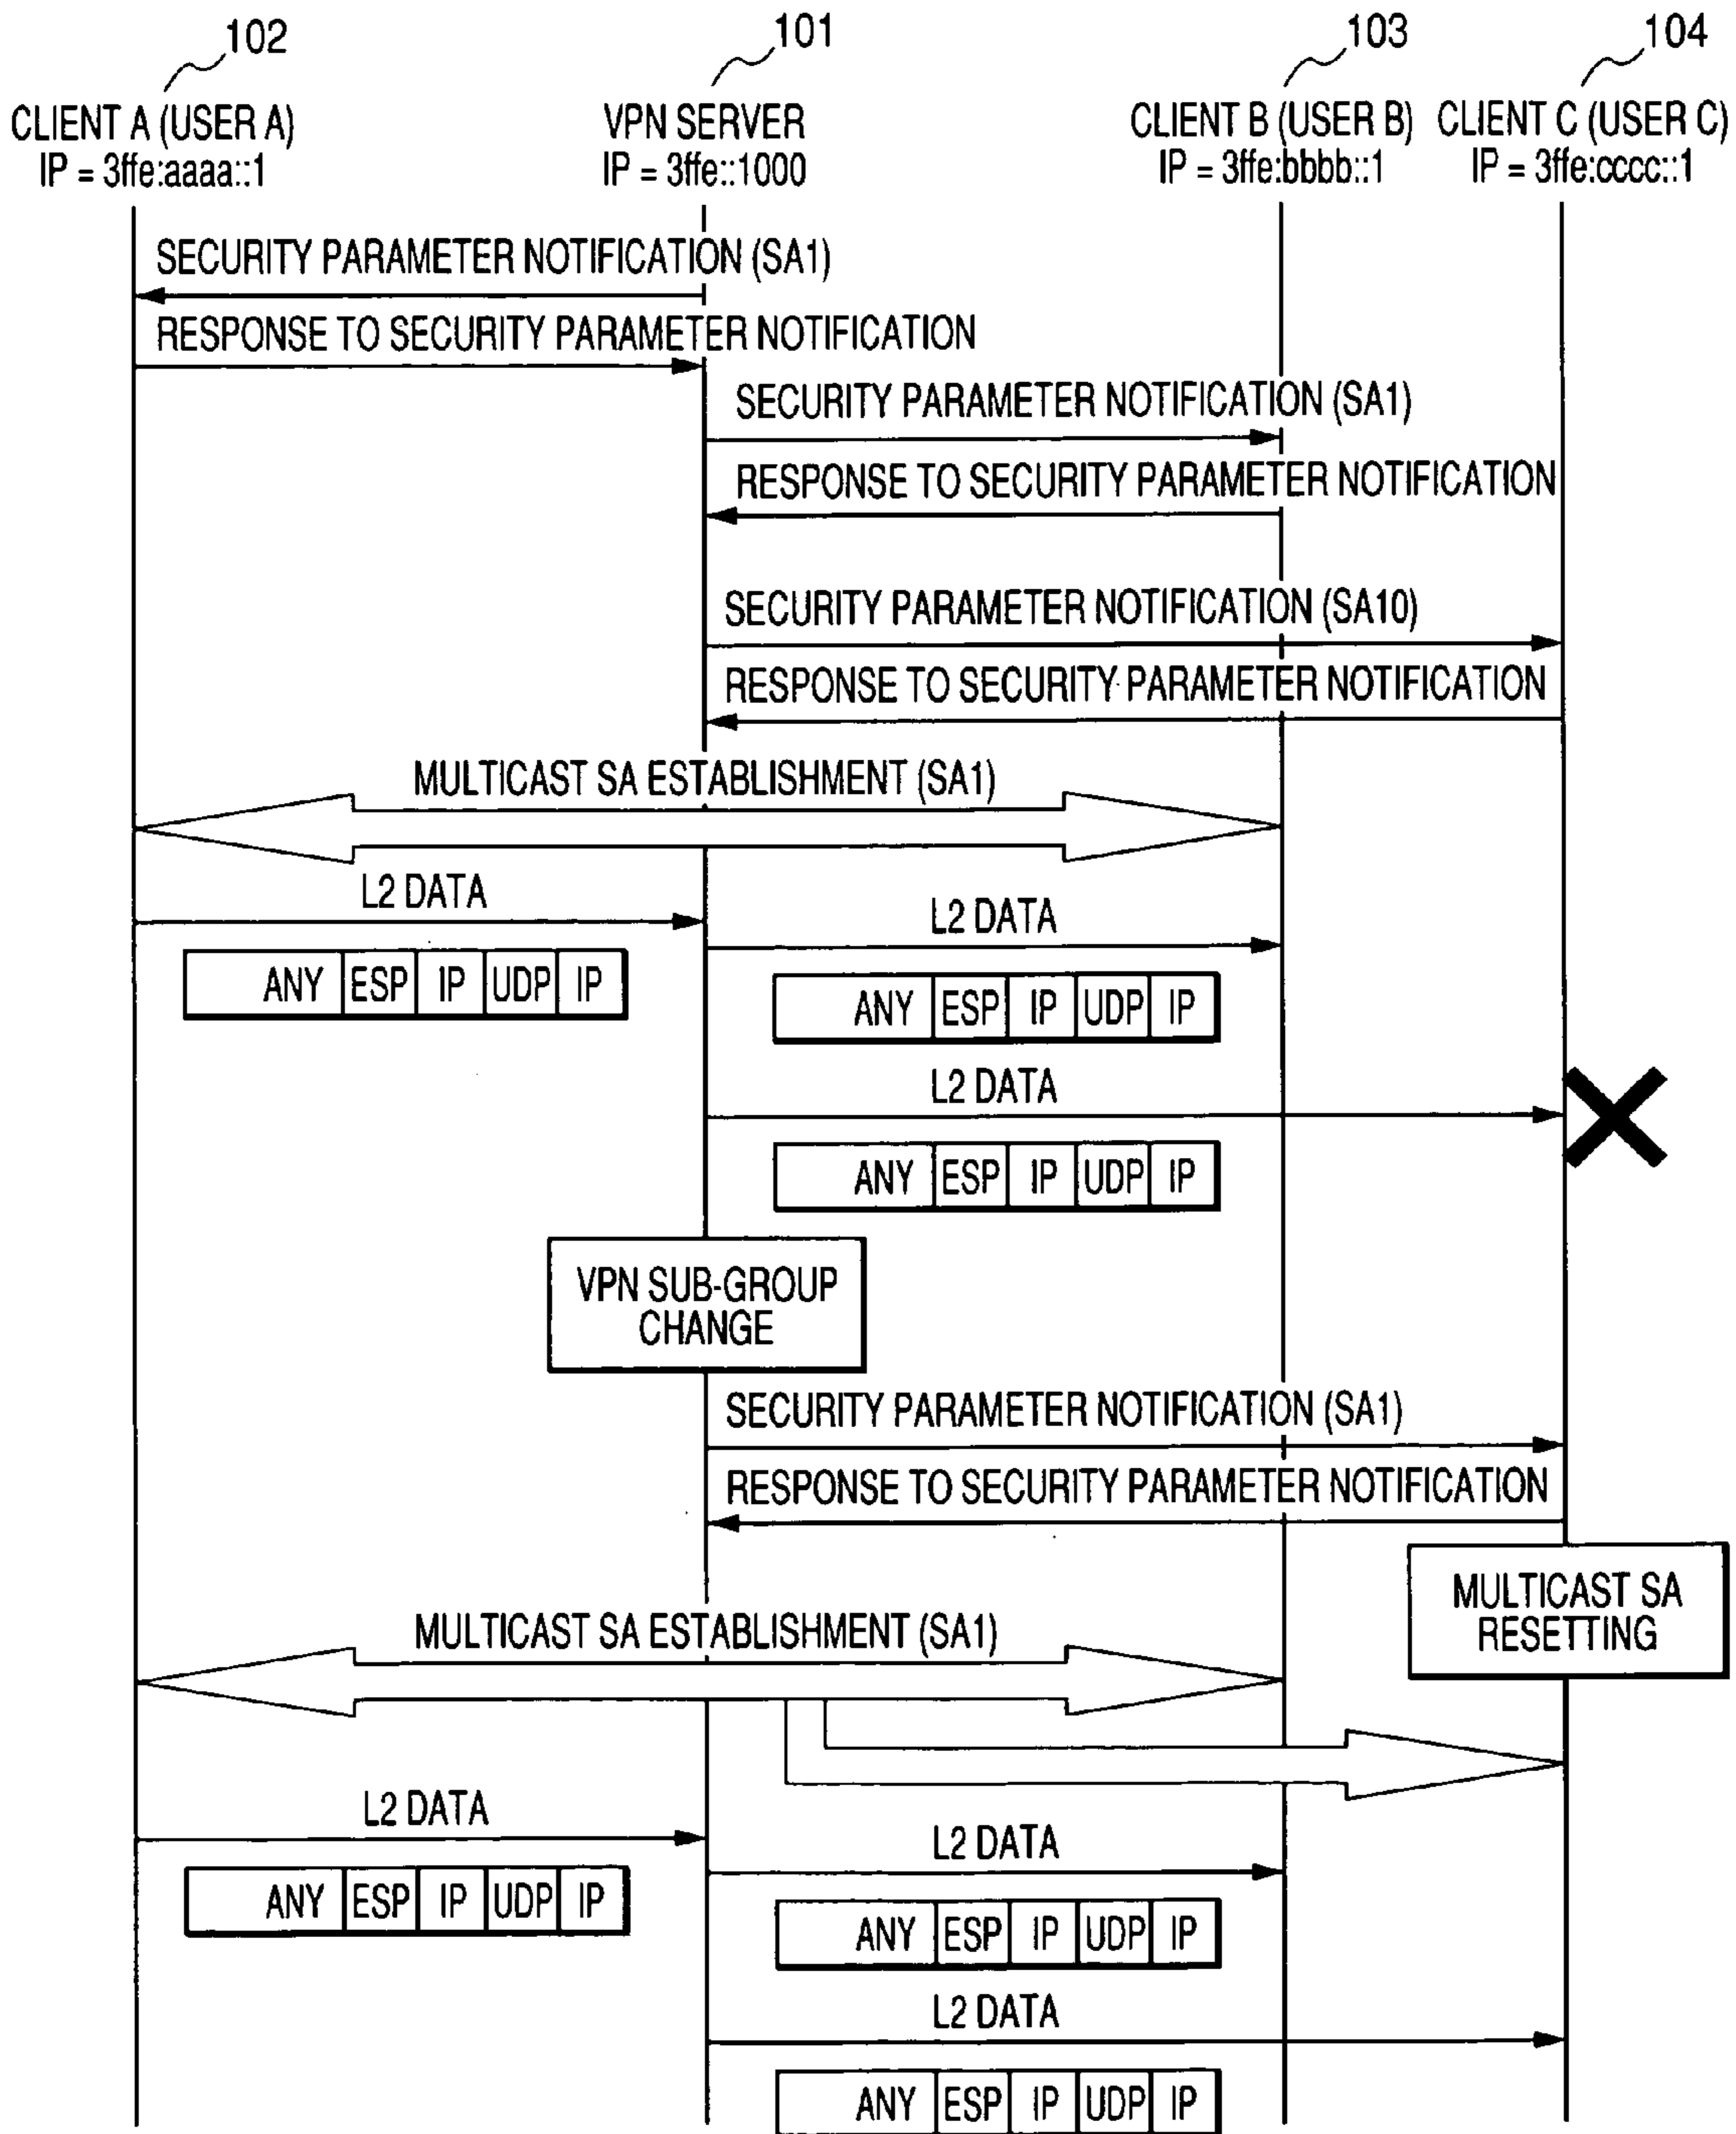 102
101
103
104
CLIENT A (USER A)
IP = 3ffe:aaaa::1
VPN SERVER
IP = 3ffe::1000
CLIENT B (USER B)
IP = 3ffe:bbbb::1
CLIENT C (USER C)
IP = 3ffe:cccc::1
SECURITY PARAMETER NOTIFICATION (SA1)
RESPONSE TO SECURITY PARAMETER NOTIFICATION
SECURITY PARAMETER NOTIFICATION (SA1)
RESPONSE TO SECURITY PARAMETER NOTIFICATION
SECURITY PARAMETER NOTIFICATION (SA10)
RESPONSE TO SECURITY PARAMETER NOTIFICATION
MULTICAST SA ESTABLISHMENT (SA1)
L2 DATA
L2 DATA
ANY ESP IP UDP IP
ANY ESP IP UDP IP
L2 DATA
ANY ESP IP UDP IP
VPN SUB-GROUP
CHANGE
SECURITY PARAMETER NOTIFICATION (SA1)
RESPONSE TO SECURITY PARAMETER NOTIFICATION
MULTICAST SA
RESETTING
MULTICAST SA ESTABLISHMENT (SA1)
L2 DATA
L2 DATA
ANY ESP IP UDP IP
ANY ESP IP UDP IP
L2 DATA
ANY ESP IP UDP IP